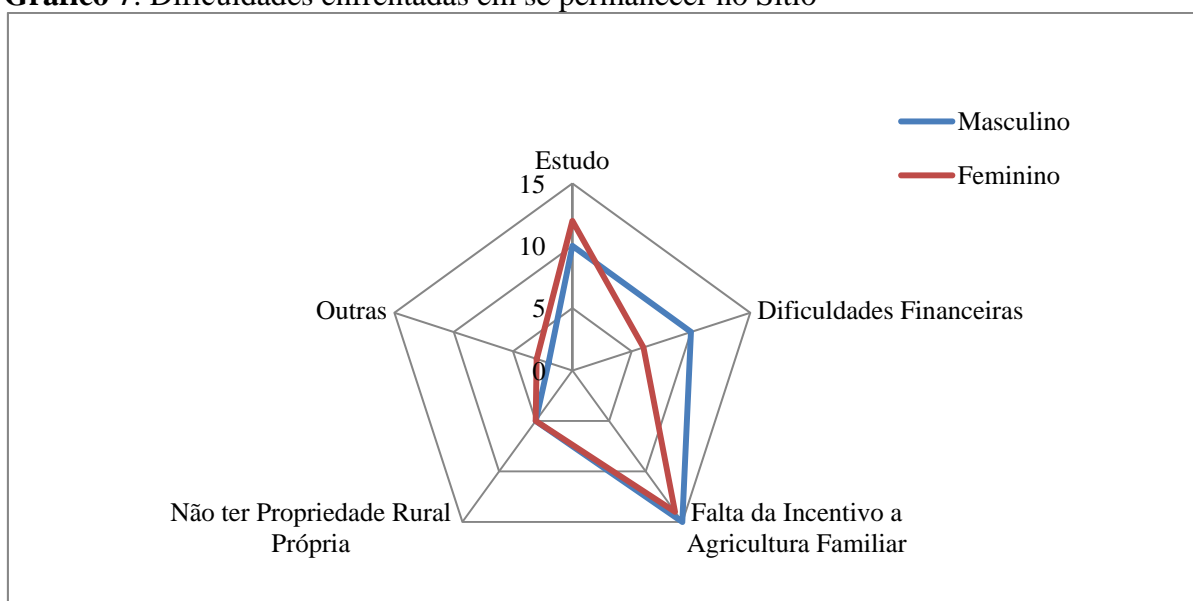 Gráfico 7: Dificuldades enfrentadas em se permanecer no Sítio
Masculino
Feminino
Estudo
15
10
5
0
Outras
Dificuldades Financeiras
Não ter Propriedade Rural
Própria
Falta da Incentivo a
Agricultura Familiar